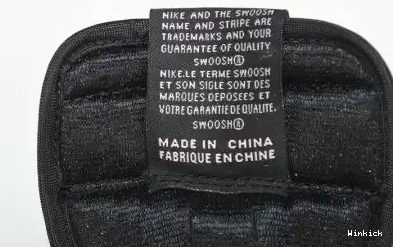 NIKE AND THE SWOOSH
NAME AND STRIPE ARE
TRADEMARKS AND YOUR
GUARANTEE OF QUALITY
SWOOSH®
NIKE.LE TERME SWOOSH
ET SON SIGLE SONT DES
MARQUES DEPOSEES ET
VOTRE GARANTIE DE QUALITE.
SWOOSH®
MADE IN CHINA
FABRIQUE EN CHINE
Winkick